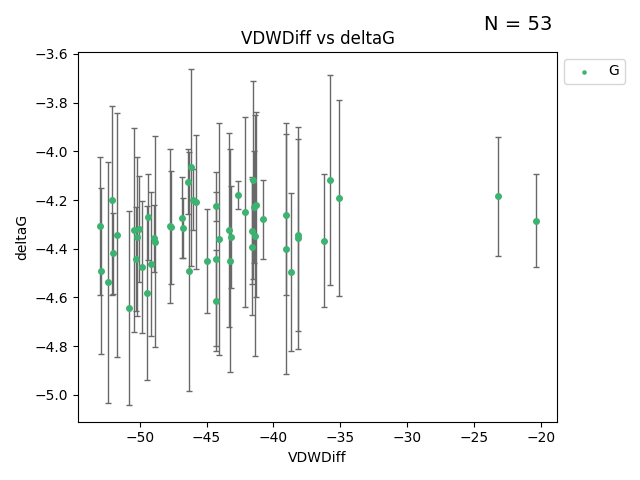 N = 53
VDWDiff vs deltaG
G
deltaG
−3.6
−3.8
−4.0
−4.2
−4.4
−4.6
−4.8
−5.0
−50 −45 −40 −35 −30 −25 −20
VDWDiff